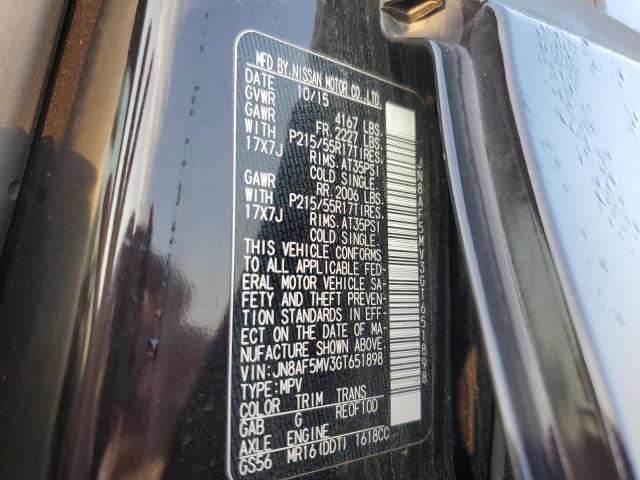 MFD BY.NISSAN MOTOR CO.,LTD.
DATE 10/15
GVWR 4167 LBS.
GAWR FR.2227 LBS.
WITH P215/55R17TIRES.
17X7J RIMS.AT35PSI
COLD SINGLE.
GAWR RR.2006 LBS.
WITH P215/55R17TIRES.
17X7J RIMS.AT35PSI
COLD SINGLE.
THIS VEHICLE CONFORMS
TO ALL APPLICABLE FED-
ERAL MOTOR VEHICLE SA-
FETY AND THEFT PREVEN-
TION STANDARDS IN EFF-
ECT ON THE DATE OF MA-
NUFACTURE SHOWN ABOVE.
VIN:JN8AF5MV3GT651898
TYPE:MPV
COLOR TRIM TRANS
GAB G RE0FTOD
AXLE ENGINE
GS56 MR16(DDT) 1618CC
JN8AF5MV3GT651898